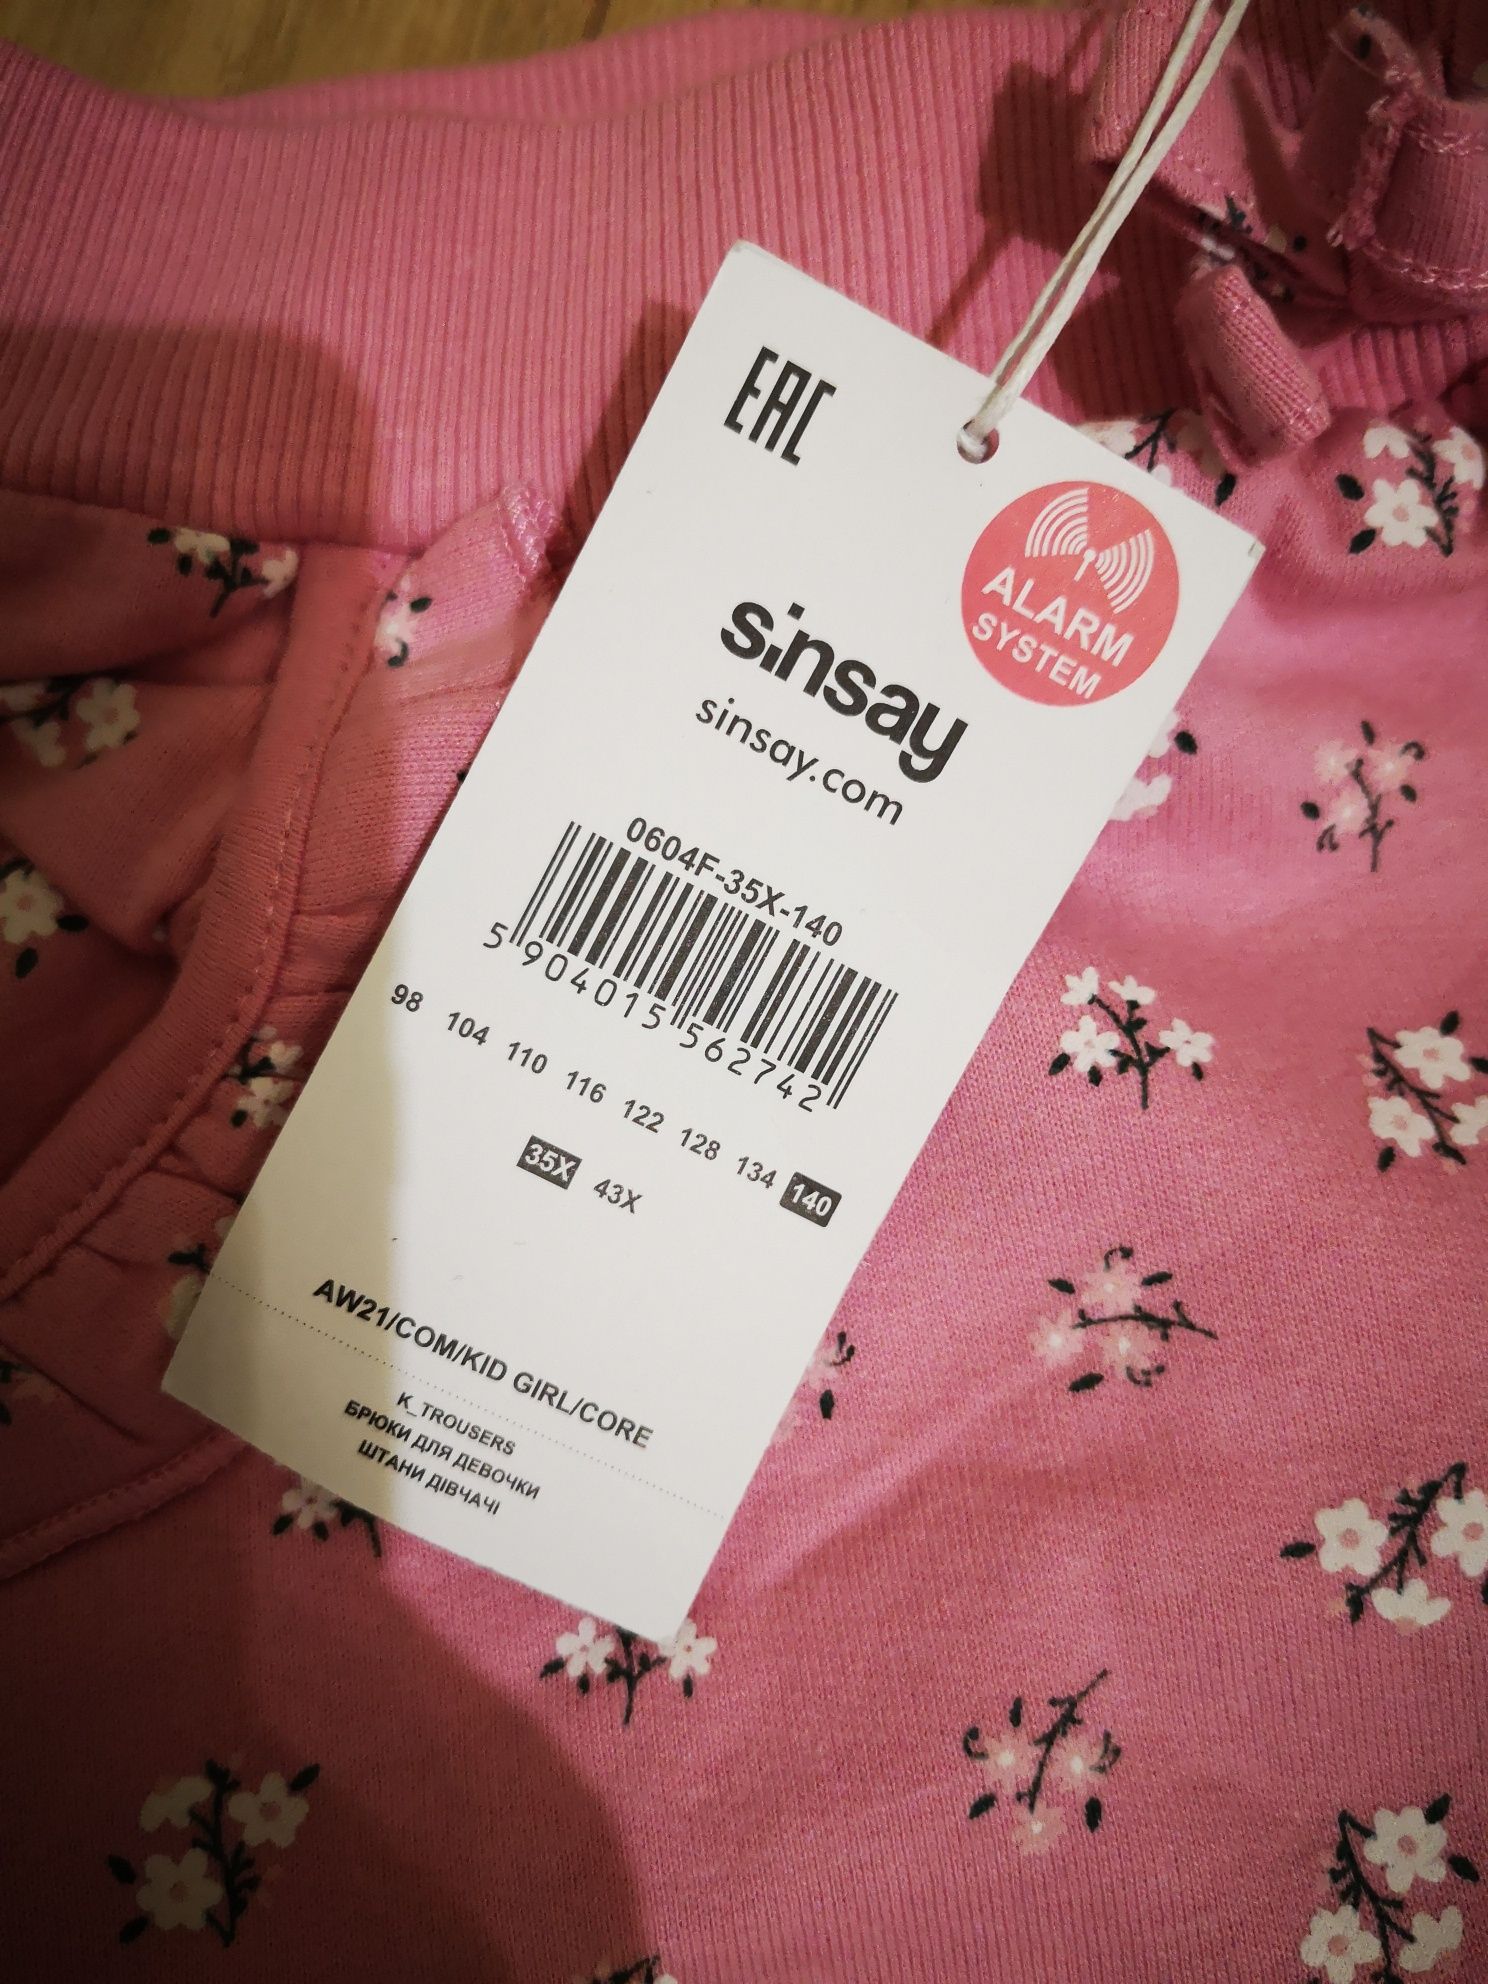 EAC
ALARM
SYSTEM
sinsay
sinsay.com
0604F-35X-140
5 904015 562742
98 104 110 116 122 128 134 140
35X 43X
AW21/COM/KID GIRL/CORE
K_TROUSERS
БРЮКИ ДЛЯ ДЕВОЧКИ
ШТАНИ ДІВЧАЧІ